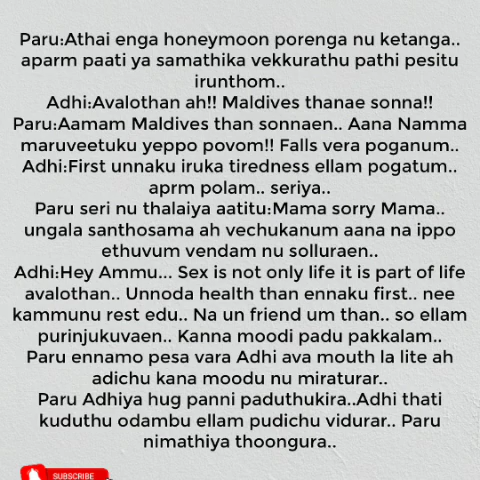 Paru:Athai enga honeymoon porenga nu ketanga..
aparm paati ya samathika vekkurathu pathi pesitu
irunthom..
Adhi:Avalothan ah!! Maldives thanae sonna!!
Paru:Aamam Maldives than sonnaen.. Aana Namma
maruveetuku yeppo povom!! Falls vera poganum..
Adhi:First unnaku iruka tiredness ellam pogatum..
aprm polam.. seriya..
Paru seri nu thalaiya aatitu:Mama sorry Mama..
ungala santhosama ah vechukanum aana na ippo
ethuvum vendam nu solluraen..
Adhi:Hey Ammu... Sex is not only life it is part of life
avalothan.. Unnoda health than ennaku first.. nee
kammunu rest edu.. Na un friend um than.. so ellam
purinjukuvaen.. Kanna moodi padu pakkalam..
Paru ennamo pesa vara Adhi ava mouth la lite ah
adichu kana moodu nu miraturar..
Paru Adhiya hug panni paduthukira..Adhi thati
kuduthu odambu ellam pudichu vidurar.. Paru
nimathiya thoongura..
SUBSCRIBE